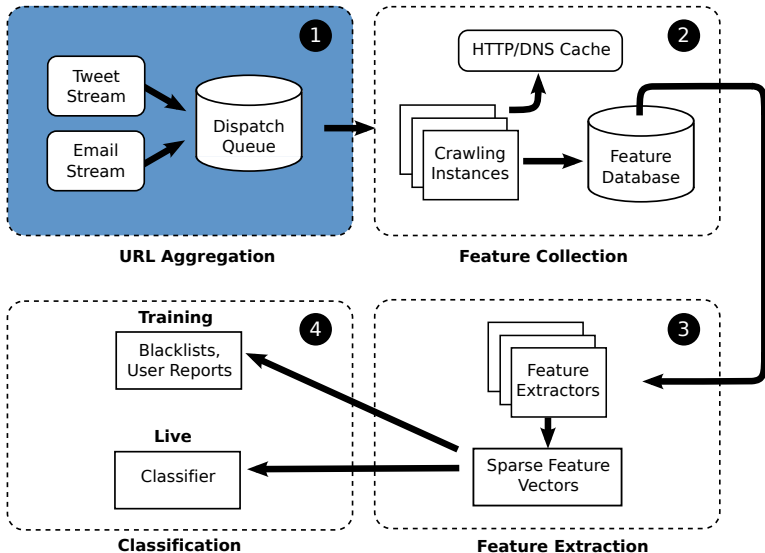 1
Tweet
Stream
Email
Stream
Dispatch
Queue
URL Aggregation
2
HTTP/DNS Cache
Crawling
Instances
Feature
Database
Feature Collection
3
Feature
Extractors
Sparse Feature
Vectors
Feature Extraction
4
Training
Blacklists,
User Reports
Live
Classifier
Classification